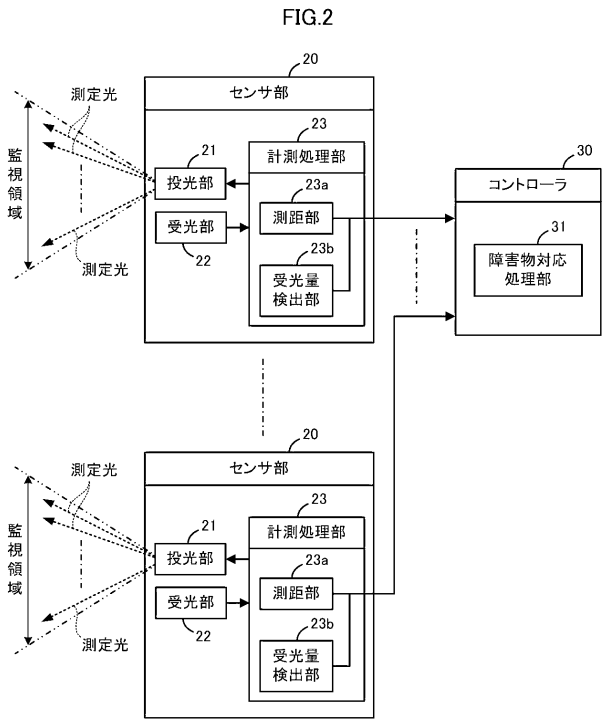 FIG.2
20
センサ部
測定光
監視領域
21
投光部
受光部
22
測定光
23
計測処理部
23a
測距部
23b
受光量
検出部
30
コントローラ
31
障害物対応
処理部
20
センサ部
測定光
監視領域
21
投光部
受光部
22
測定光
23
計測処理部
23a
測距部
23b
受光量
検出部